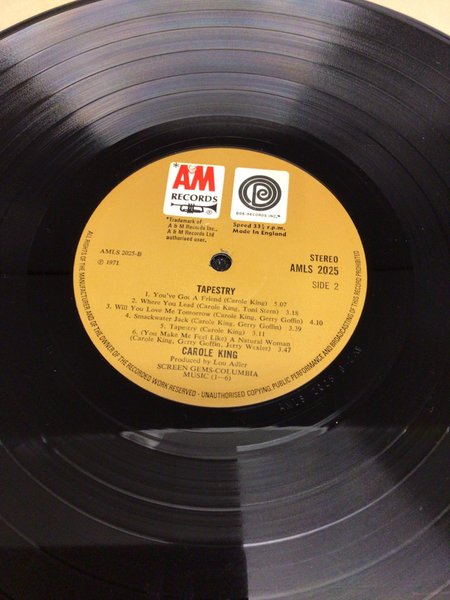 A&M
RECORDS
ODE RECORDS INC.*
*Trademark of
A & M Records Inc.,
A & M Records Ltd
authorised user.
Speed 33⅓ r.p.m.
Made In England
AMLS 2025-B
℗ 1971
STEREO
AMLS 2025
SIDE 2
TAPESTRY
1. You've Got A Friend (Carole King) 5.07
2. Where You Lead (Carole King, Toni Stern) 3.18
3. Will You Love Me Tomorrow (Carole King, Gerry Goffin) 4.10
4. Smackwater Jack (Carole King, Gerry Goffin) 3.39
5. Tapestry (Carole King) 3.11
6. (You Make Me Feel Like) A Natural Woman
(Carole King, Gerry Goffin, Jerry Wexler) 3.47
CAROLE KING
Produced by Lou Adler
SCREEN GEMS-COLUMBIA
MUSIC (1-6)
ALL RIGHTS OF THE MANUFACTURER AND OF THE OWNER OF THE RECORDED WORK RESERVED - UNAUTHORISED COPYING, PUBLIC PERFORMANCE AND BROADCASTING OF THIS RECORD PROHIBITED
AMLS 2025